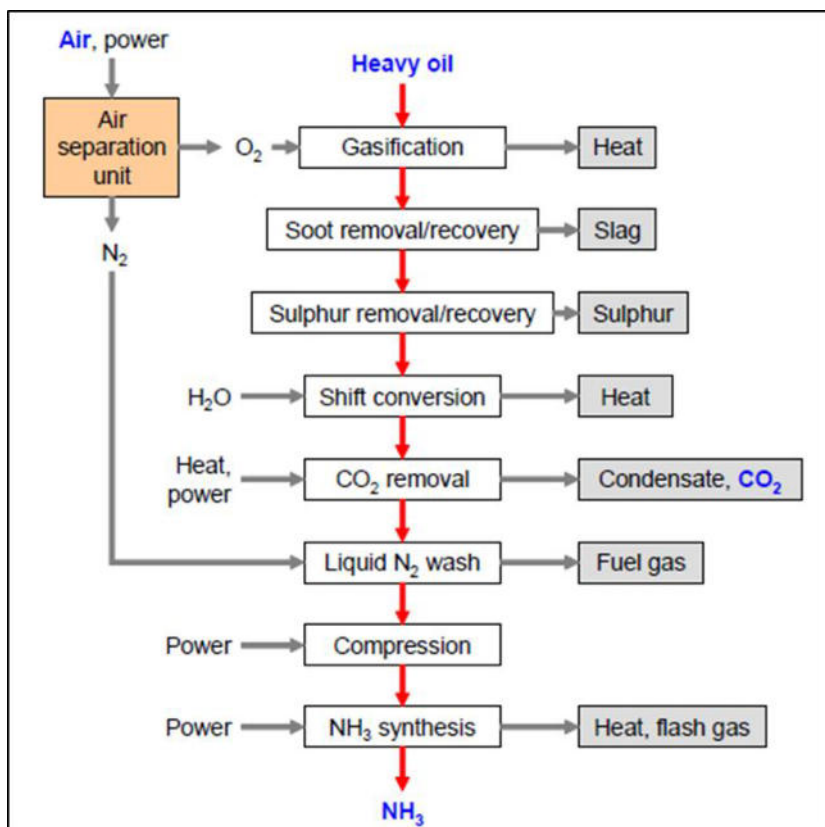 Air, power
Heavy oil
Air
separation
unit
O₂
Gasification
Heat
N₂
Soot removal/recovery
Slag
Sulphur removal/recovery
Sulphur
H₂O
Shift conversion
Heat
Heat,
power
CO₂ removal
Condensate, CO₂
Liquid N₂ wash
Fuel gas
Power
Compression
Power
NH₃ synthesis
Heat, flash gas
NH₃